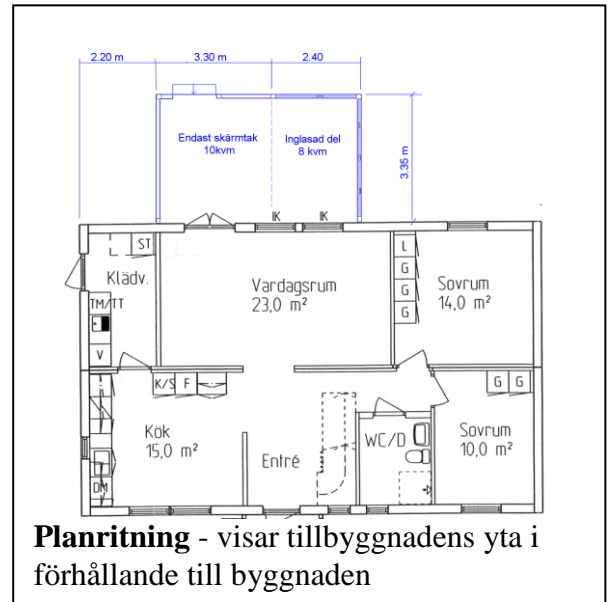 2.20 m 3.30 m 2.40
Endast skärmtak
10kvm
Inglasad del
8 kvm
3.35 m
IK IK
ST
Klädv.
TM/TT
V
Vardagsrum
23,0 m²
L
G
G
G
Sovrum
14,0 m²
K/S F
G G
Kök
15,0 m²
Entré
WC/D
Sovrum
10,0 m²
DM
Planritning - visar tillbyggnadens yta i
förhållande till byggnaden